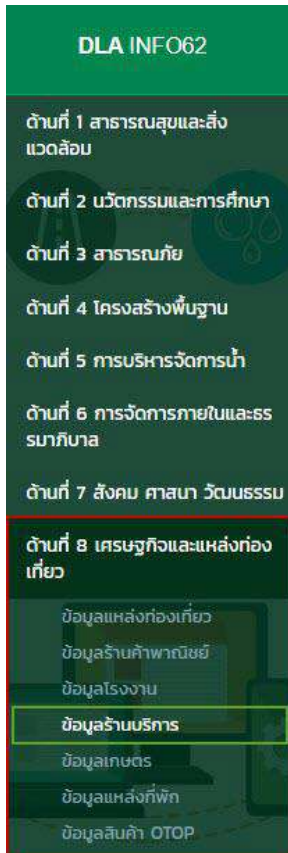 DLA INFO62
ด้านที่ 1 สาธารณสุขและสิ่ง
แวดล้อม
ด้านที่ 2 นวัตกรรมและการศึกษา
ด้านที่ 3 สาธารณภัย
ด้านที่ 4 โครงสร้างพื้นฐาน
ด้านที่ 5 การบริหารจัดการน้ำ
ด้านที่ 6 การจัดการภายในและธร
รมาภิบาล
ด้านที่ 7 สังคม ศาสนา วัฒนธรรม
ด้านที่ 8 เศรษฐกิจและแหล่งท่อง
เที่ยว
ข้อมูลแหล่งท่องเที่ยว
ข้อมูลร้านค้าพาณิชย์
ข้อมูลโรงงาน
ข้อมูลร้านบริการ
ข้อมูลเกษตร
ข้อมูลแหล่งที่พัก
ข้อมูลสินค้า OTOP